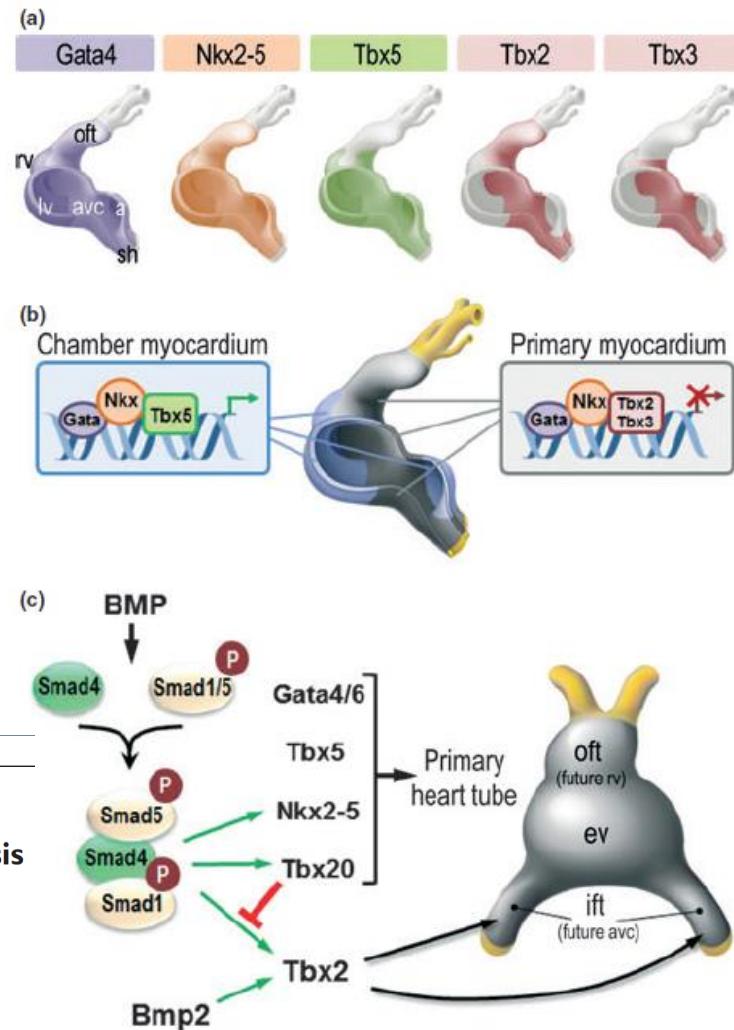 (a)
Gata4 Nkx2-5 Tbx5 Tbx2 Tbx3
oft
rv
lv avc a
sh
(b)
Chamber myocardium
Gata Nkx Tbx5
Primary myocardium
Gata Nkx Tbx2
Tbx3
(c)
BMP
Smad4 Smad1/5 P
Smad5 P
Smad4 P
Smad1
sis
Gata4/6
Tbx5
Nkx2-5
Tbx20
Tbx2
Bmp2
Primary
heart tube
oft
(future rv)
ev
ift
(future avc)